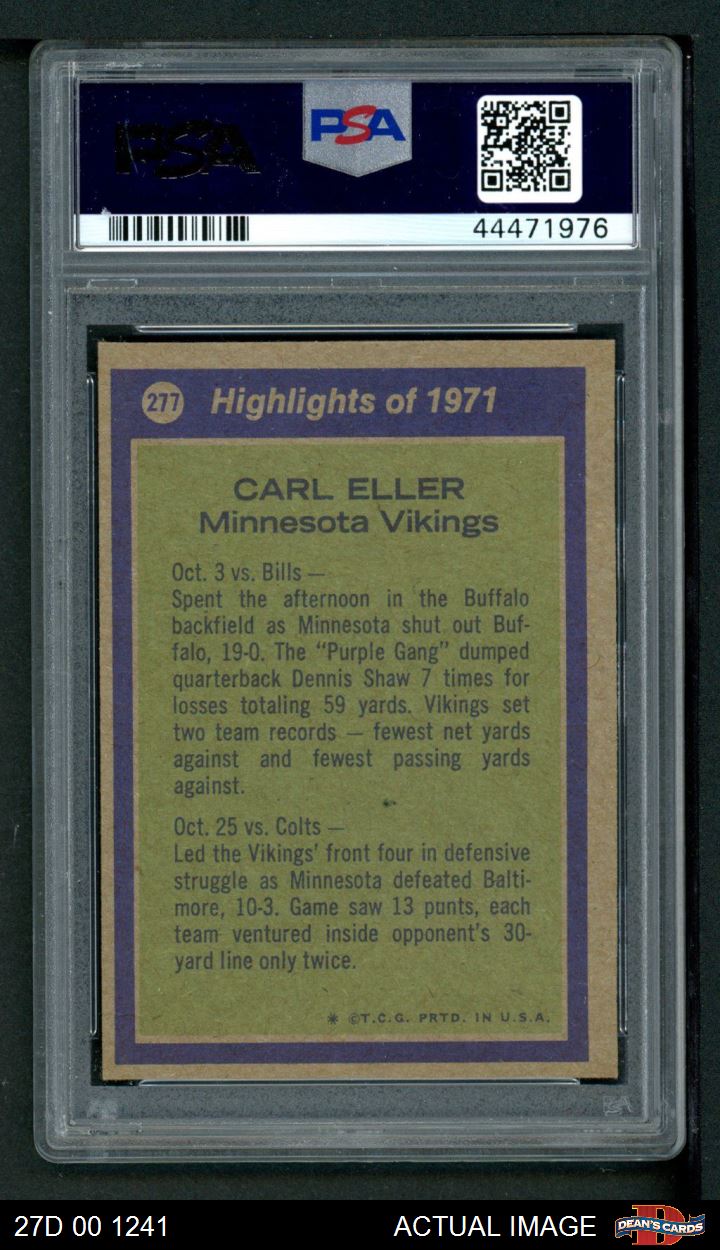 PSA
PSA
44471976
277 Highlights of 1971
CARL ELLER
Minnesota Vikings
Oct. 3 vs. Bills —
Spent the afternoon in the Buffalo
backfield as Minnesota shut out Buf-
falo, 19-0. The “Purple Gang” dumped
quarterback Dennis Shaw 7 times for
losses totaling 59 yards. Vikings set
two team records — fewest net yards
against and fewest passing yards
against.
Oct. 25 vs. Colts —
Led the Vikings’ front four in defensive
struggle as Minnesota defeated Balti-
more, 10-3. Game saw 13 punts, each
team ventured inside opponent’s 30-
yard line only twice.
* ©T.C.G. PRTD. IN U.S.A.
27D 00 1241 ACTUAL IMAGE DEAN'S CARDS